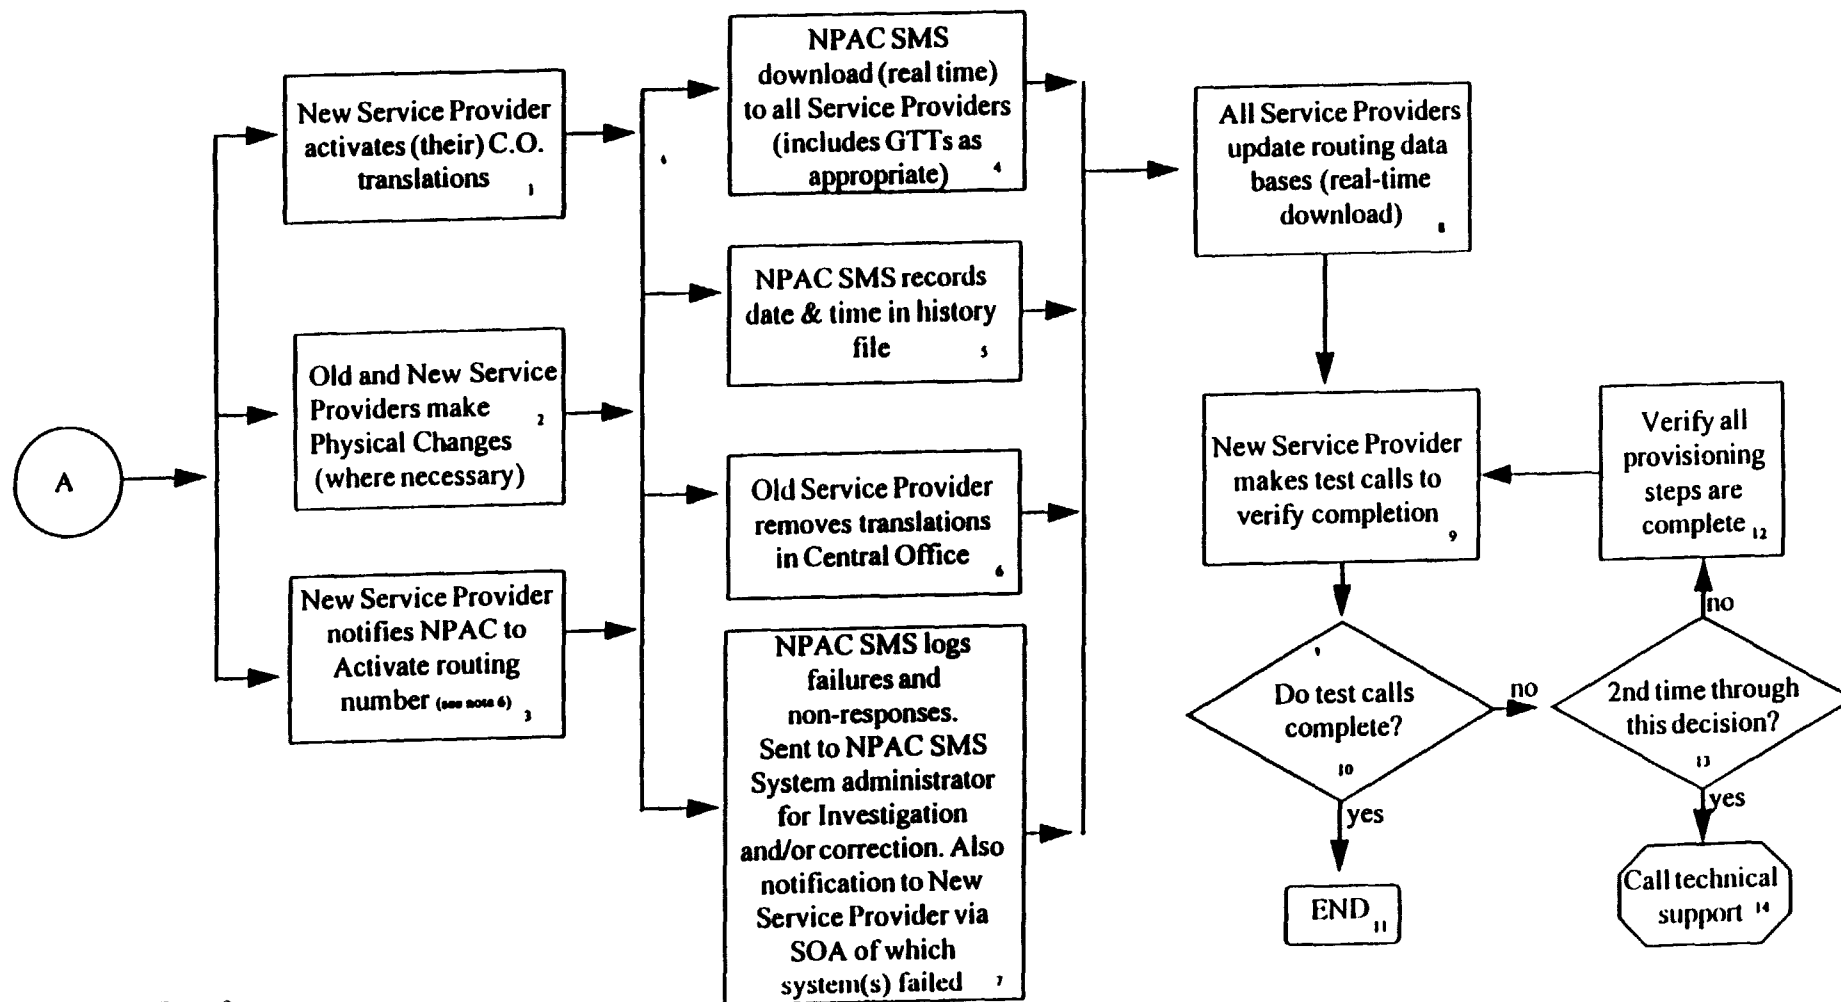 A
New Service Provider
activates (their) C.O.
translations
1
Old and New Service
Providers make
Physical Changes
(where necessary)
2
New Service Provider
notifies NPAC to
Activate routing
number (see note 6)
3
NPAC SMS
download (real time)
to all Service Providers
(includes GTTs as
appropriate)
4
NPAC SMS records
date & time in history
file
5
Old Service Provider
removes translations
in Central Office
6
NPAC SMS logs
failures and
non-responses.
Sent to NPAC SMS
System administrator
for Investigation
and/or correction. Also
notification to New
Service Provider via
SOA of which
system(s) failed
7
All Service Providers
update routing data
bases (real-time
download)
8
New Service Provider
makes test calls to
verify completion
9
Verify all
provisioning
steps are
complete
12
no
9
Do test calls
complete?
10
no
2nd time through
this decision?
13
yes
yes
END
11
Call technical
support
14